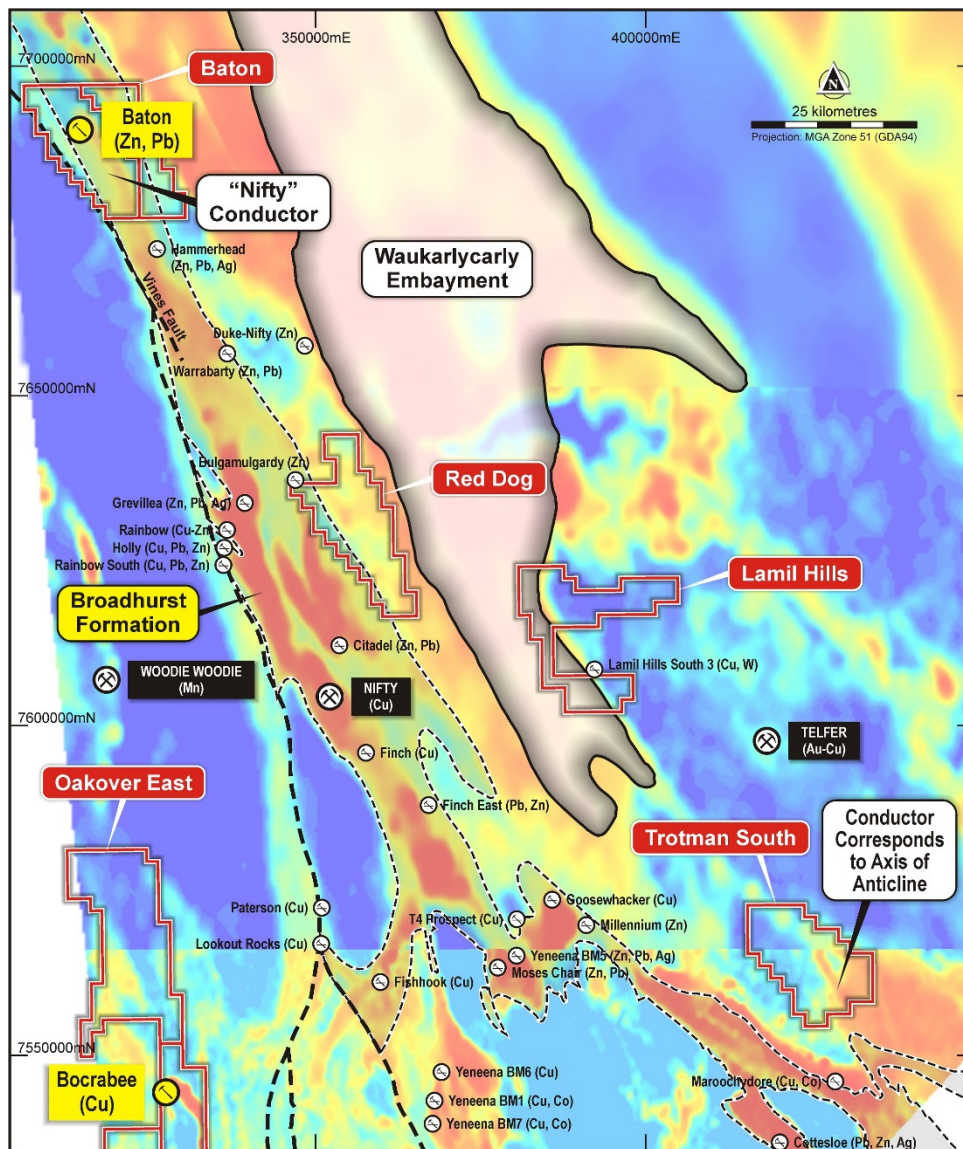 350000mE
400000mE
7700000mN
Baton
Baton
(Zn, Pb)
N
25 kilometres
Projection: MGA Zone 51 (GDA94)
“Nifty”
Conductor
Waukarlycarly
Embayment
Hammerhead
(Zn, Pb, Ag)
Vines Fault
Duke-Nifty (Zn)
Warrabarty (Zn, Pb)
7650000mN
Bulgamulgardy (Zn)
Red Dog
Grevillea (Zn, Pb, Ag)
Rainbow (Cu-Zn)
Holly (Cu, Pb, Zn)
Rainbow South (Cu, Pb, Zn)
Lamil Hills
Broadhurst
Formation
Citadel (Zn, Pb)
Lamil Hills South 3 (Cu, W)
WOODIE WOODIE
(Mn)
NIFTY
(Cu)
7600000mN
TELFER
(Au-Cu)
Finch (Cu)
Oakover East
Finch East (Pb, Zn)
Trotman South
Conductor
Corresponds
to Axis of
Anticline
Paterson (Cu)
Goosewhacker (Cu)
T4 Prospect (Cu)
Millennium (Zn)
Lookout Rocks (Cu)
Yeneena BM5 (Zn, Pb, Ag)
Moses Chair (Zn, Pb)
Fishhook (Cu)
7550000mN
Bocrabee
(Cu)
Yeneena BM6 (Cu)
Maroochydore (Cu, Co)
Yeneena BM1 (Cu, Co)
Yeneena BM7 (Cu, Co)
Cottesloe (Pb, Zn, Ag)